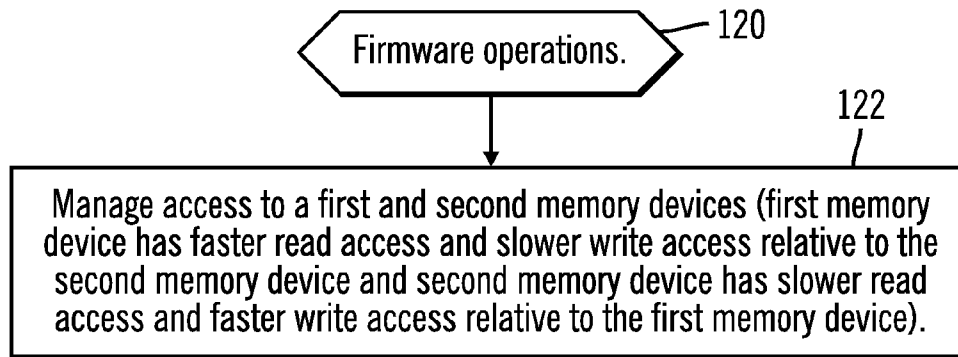 Firmware operations.
120
122
Manage access to a first and second memory devices (first memory
device has faster read access and slower write access relative to the
second memory device and second memory device has slower read
access and faster write access relative to the first memory device).